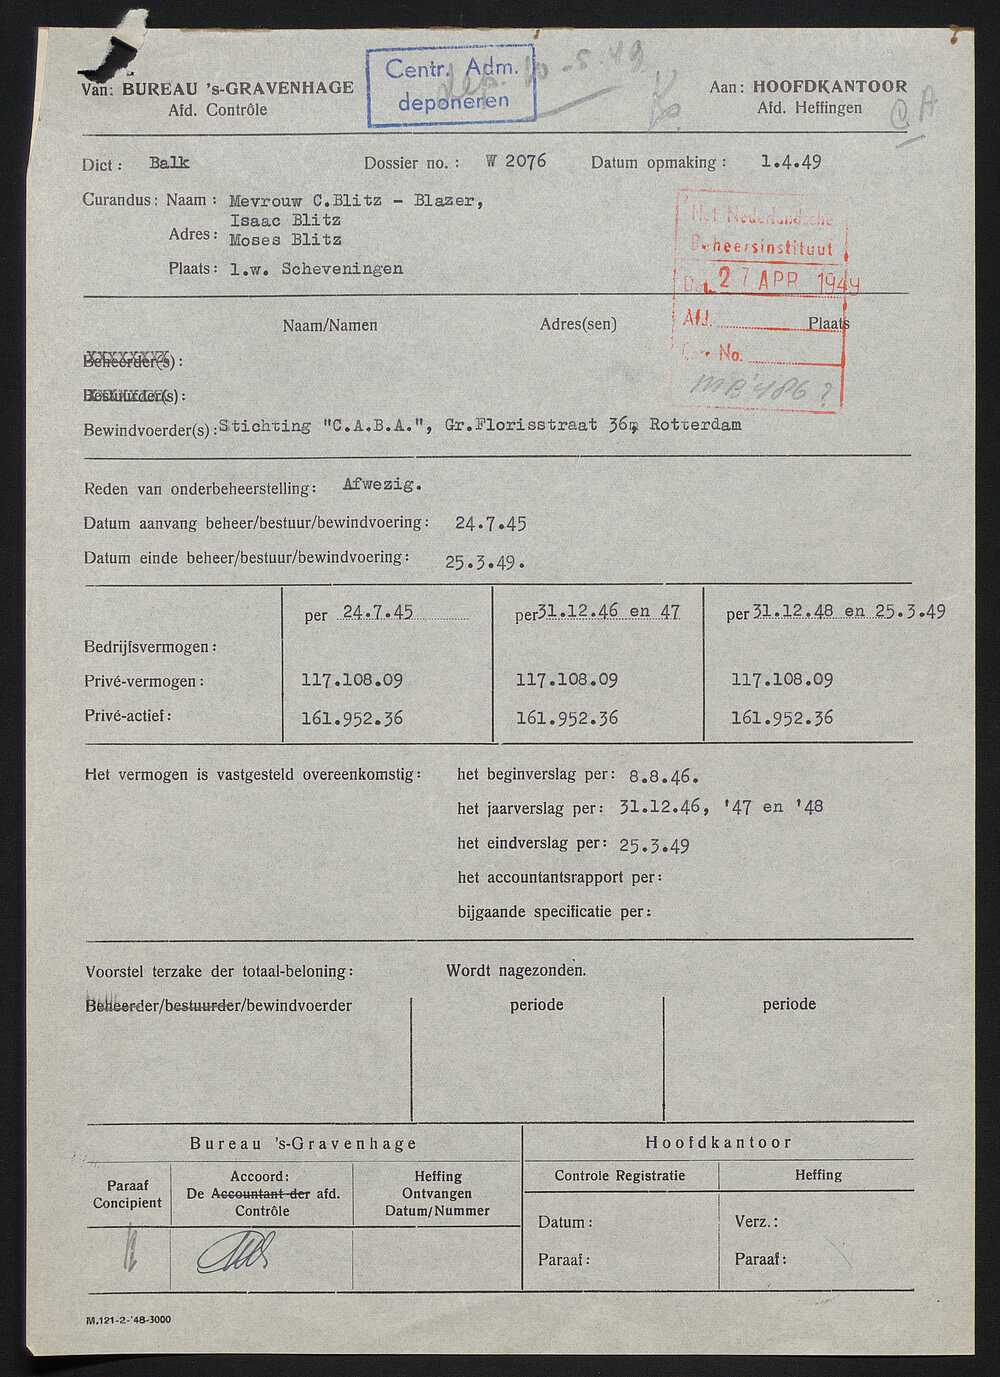 Centr. Adm.
deponeren
dep. 10-5.49.
Van: BUREAU 's-GRAVENHAGE
Afd. Contrôle
Aan: HOOFDKANTOOR
Afd. Heffingen
Dict: Balk Dossier no.: W 2076 Datum opmaking: 1.4.49
Curandus: Naam: Mevrouw C.Blitz - Blazer,
Isaac Blitz
Adres: Moses Blitz
Plaats: l.w. Scheveningen
Het Nederlandsche
Beheersinstituut
Dat. 27 APR 1949
Afd.
No.
Naam/Namen Adres(sen) Plaats
Beheerder(s):
Bestuurder(s):
Bewindvoerder(s): Stichting "C.A.B.A.", Gr.Florisstraat 36, Rotterdam
Reden van onderbeheerstelling: Afwezig.
Datum aanvang beheer/bestuur/bewindvoering: 24.7.45
Datum einde beheer/bestuur/bewindvoering: 25.3.49.
per 24.7.45 per 31.12.46 en 47 per 31.12.48 en 25.3.49
Bedrijfsvermogen:
Privé-vermogen: 117.108.09 117.108.09 117.108.09
Privé-actief: 161.952.36 161.952.36 161.952.36
Het vermogen is vastgesteld overeenkomstig: het beginverslag per: 8.8.46.
het jaarverslag per: 31.12.46, '47 en '48
het eindverslag per: 25.3.49
het accountantsrapport per:
bijgaande specificatie per:
Voorstel terzake der totaal-beloning: Wordt nagezonden.
Beheerder/bestuurder/bewindvoerder periode periode
Bureau 's-Gravenhage Hoofdkantoor
Paraaf
Concipient
Accoord:
De Accountant der afd.
Contrôle
Heffing
Ontvangen
Datum/Nummer
Controle Registratie Heffing
Datum: Verz.:
Paraaf: Paraaf:
M.121-2-'48-3000